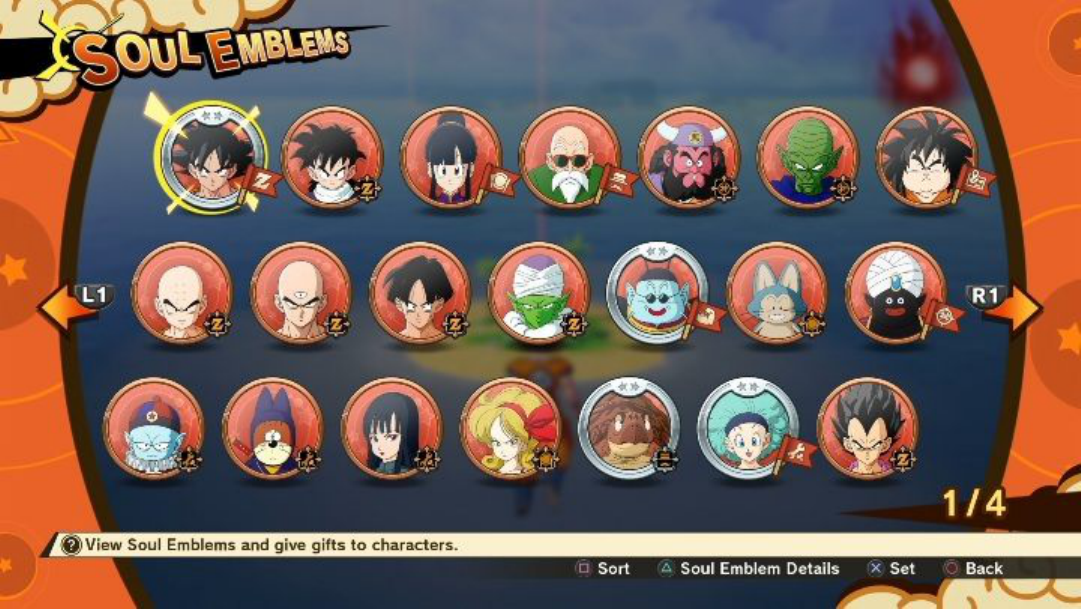 SOUL EMBLEMS
Z
Z
L1
R1
Z
Z
Z
Z
Z
1/4
? View Soul Emblems and give gifts to characters.
Sort
Soul Emblem Details
Set
Back